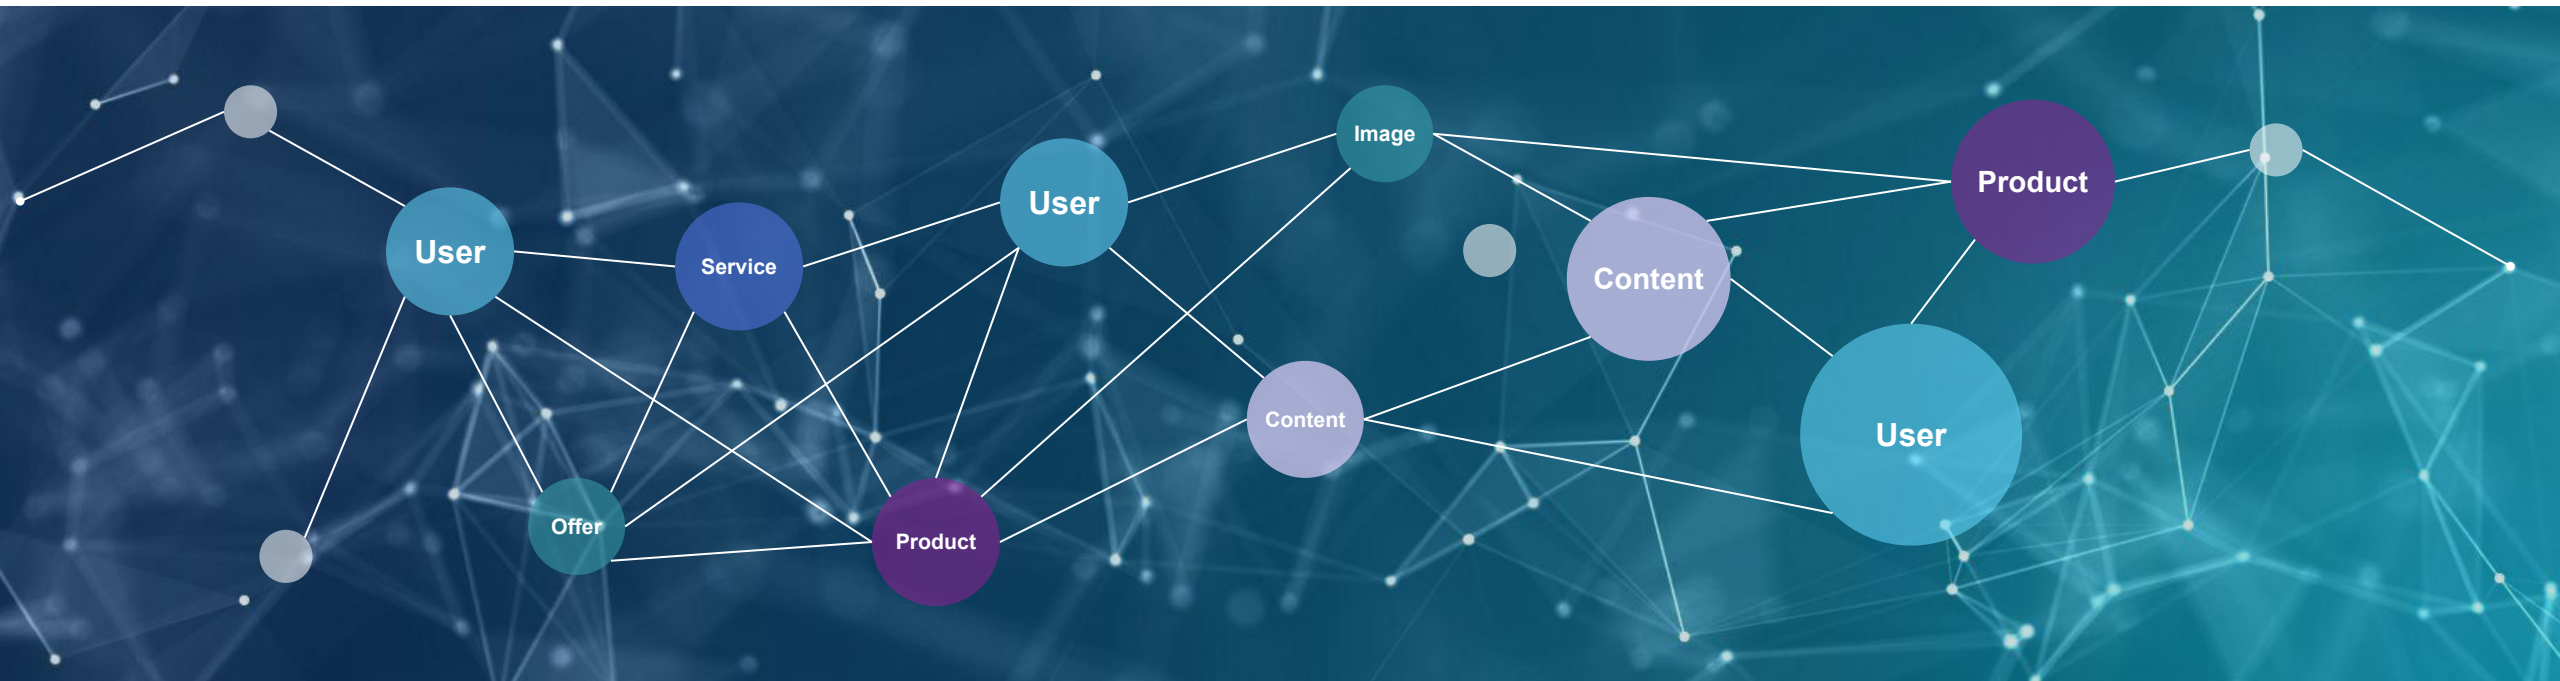 User
Service
Offer
Product
User
Image
Content
Content
User
Product